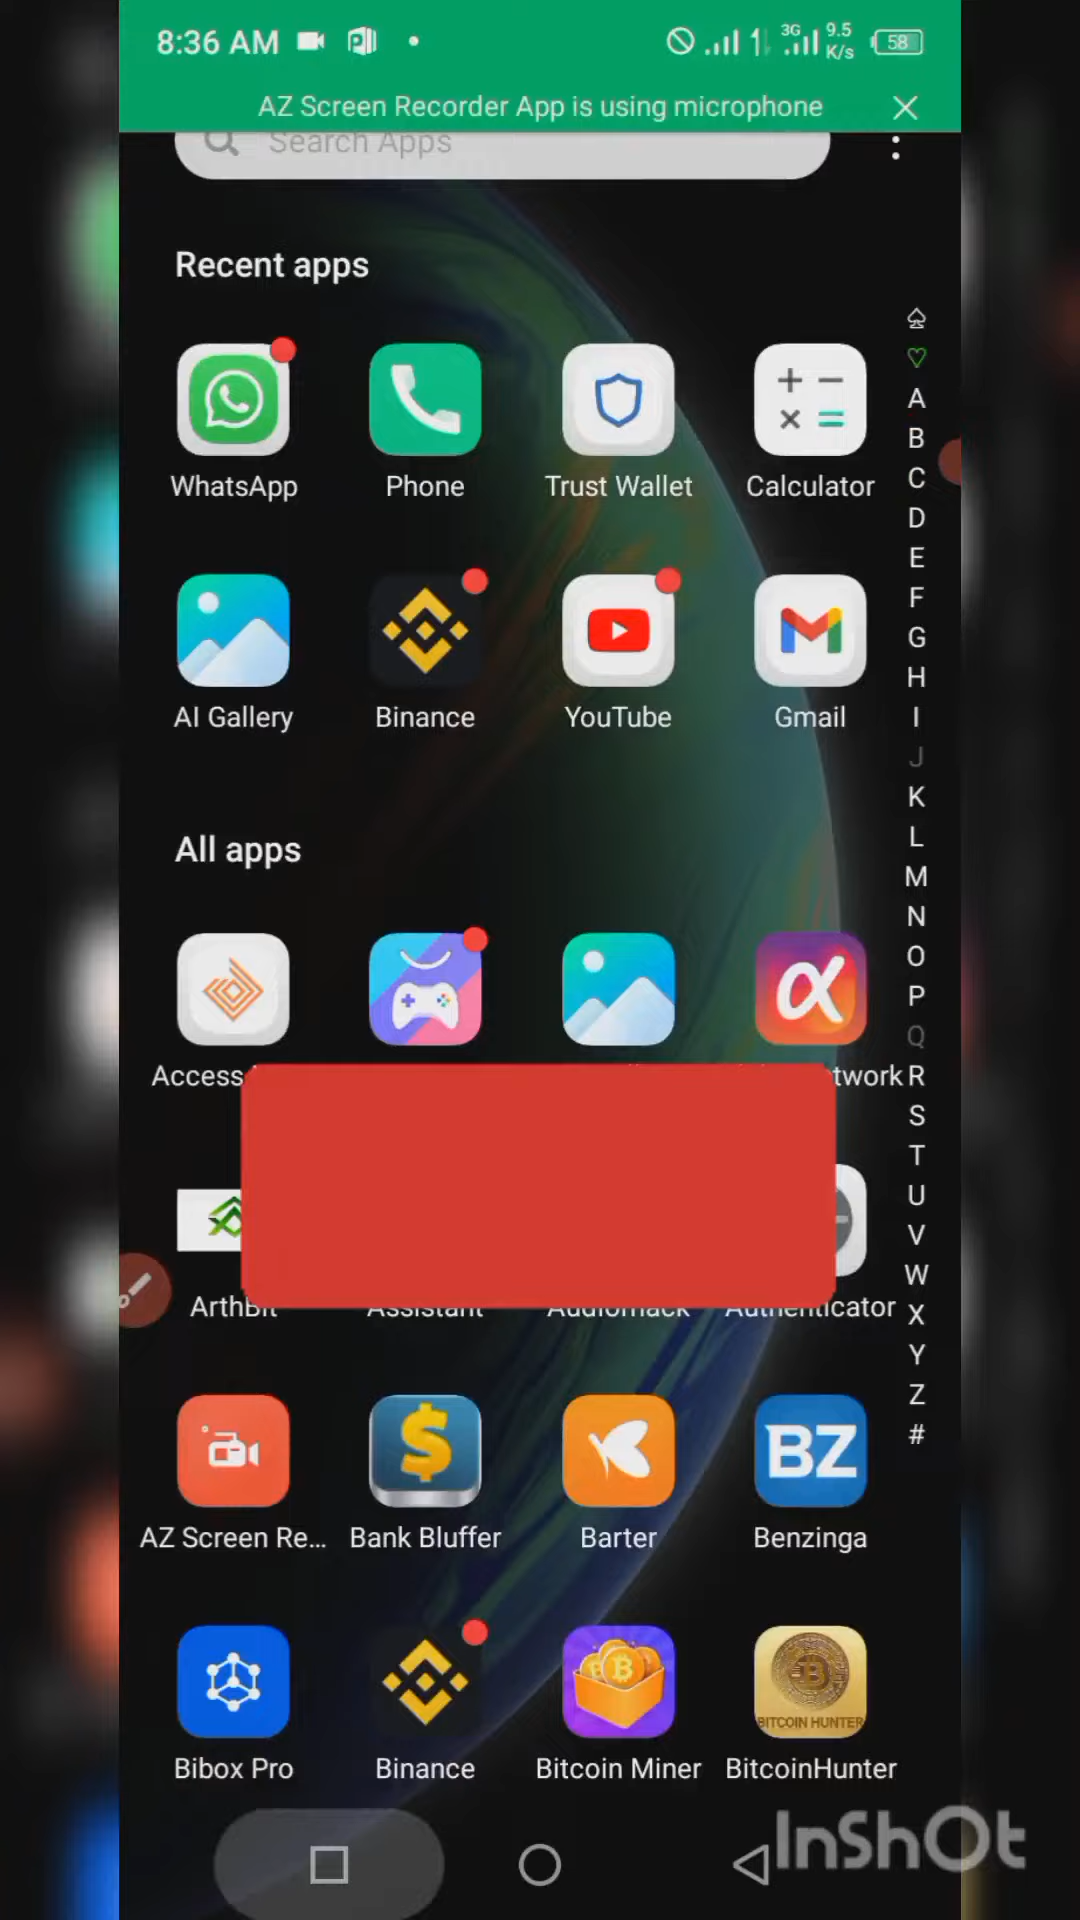 8:36 AM
3G 9.5 K/s 58
AZ Screen Recorder App is using microphone
Search Apps
Recent apps
WhatsApp Phone Trust Wallet Calculator
AI Gallery Binance YouTube Gmail
All apps
Access
twork
ArthBit Assistant Audiomack Authenticator
BZ
AZ Screen Re... Bank Bluffer Barter Benzinga
BITCOIN HUNTER
Bibox Pro Binance Bitcoin Miner BitcoinHunter
A
B
C
D
E
F
G
H
I
J
K
L
M
N
O
P
Q
R
S
T
U
V
W
X
Y
Z
#
InShOt